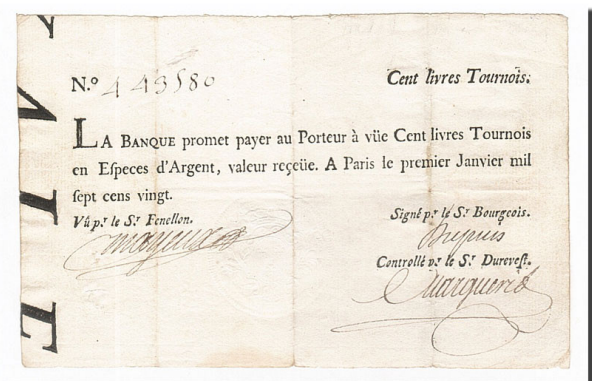 N.º 443580
Cent livres Tournois.
LA BANQUE promet payer au Porteur à vüe Cent livres Tournois
en Especes d'Argent, valeur reçeüe. A Paris le premier Janvier mil
sept cens vingt.
Vû p.r le S.r Fenellon.
Signé p.r le S.r Bourgeois.
Controllé p.r le S.r Durevest.